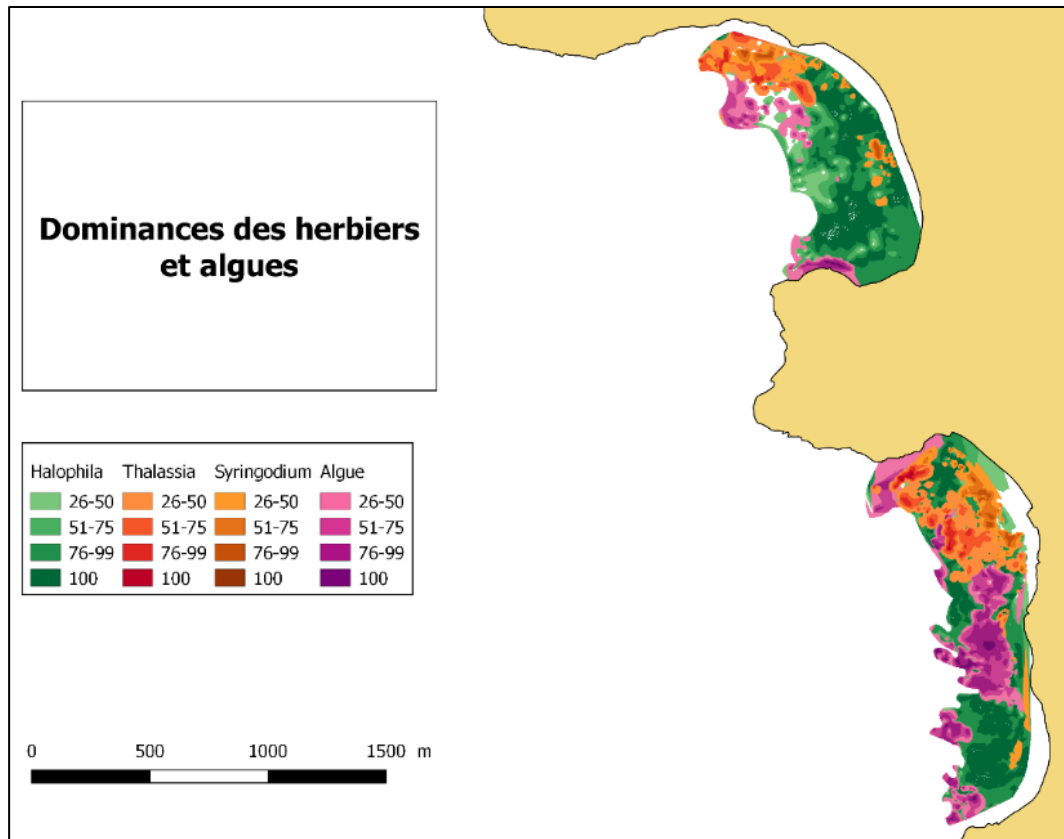 Dominances des herbiers
et algues
Halophila Thalassia Syringodium Algue
26-50 26-50 26-50 26-50
51-75 51-75 51-75 51-75
76-99 76-99 76-99 76-99
100 100 100 100
0 500 1000 1500 m